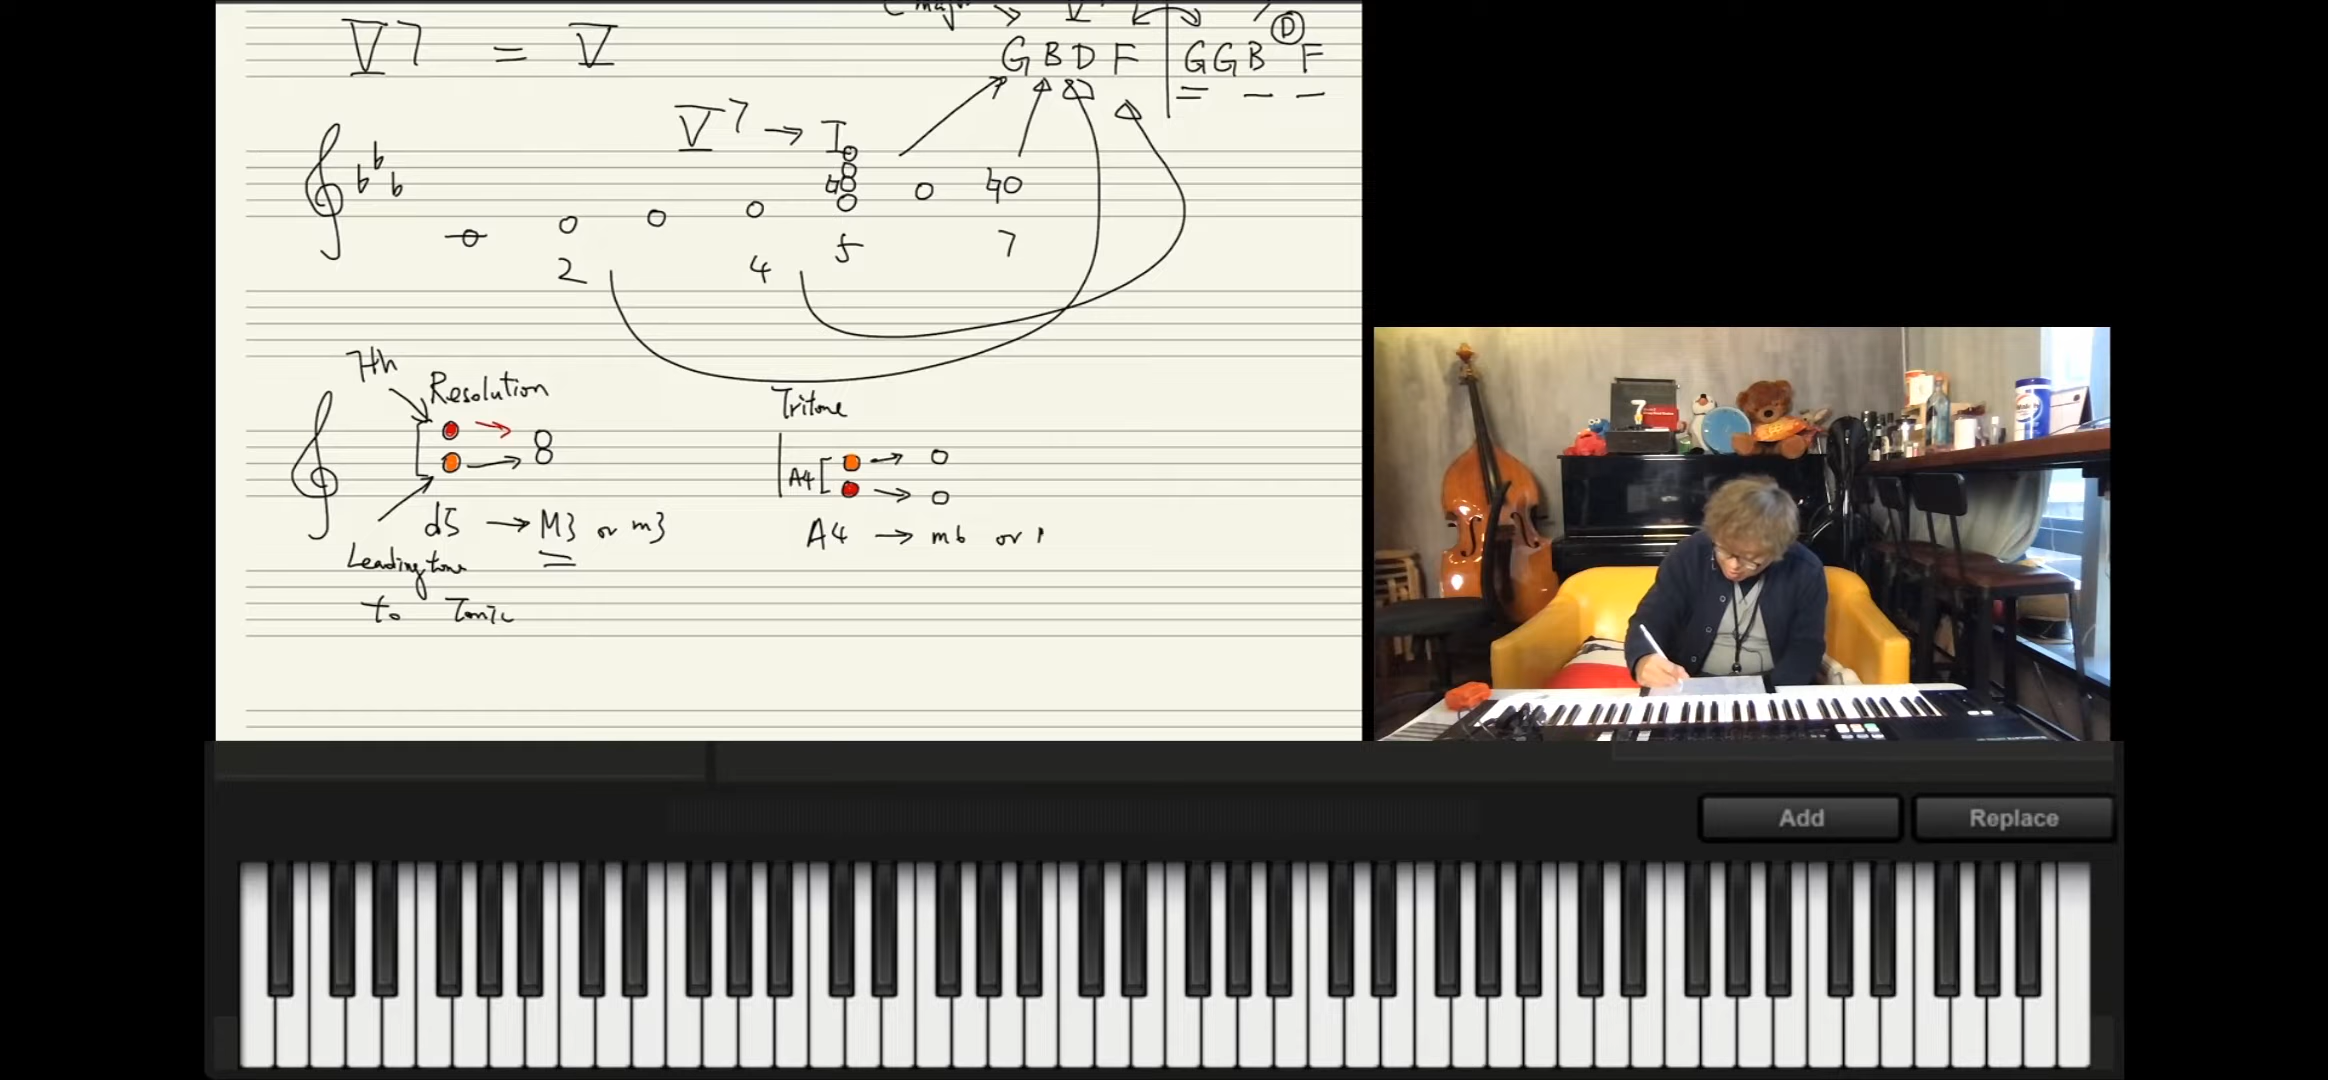 C major V
V7 = V
G B D F | G G B D F
V7 → I
2 4 5 7
7th
Resolution
Tritone
A4
d5 → M3 or m3
A4 → m6 or
Leading tone
to Tonic
Add Replace